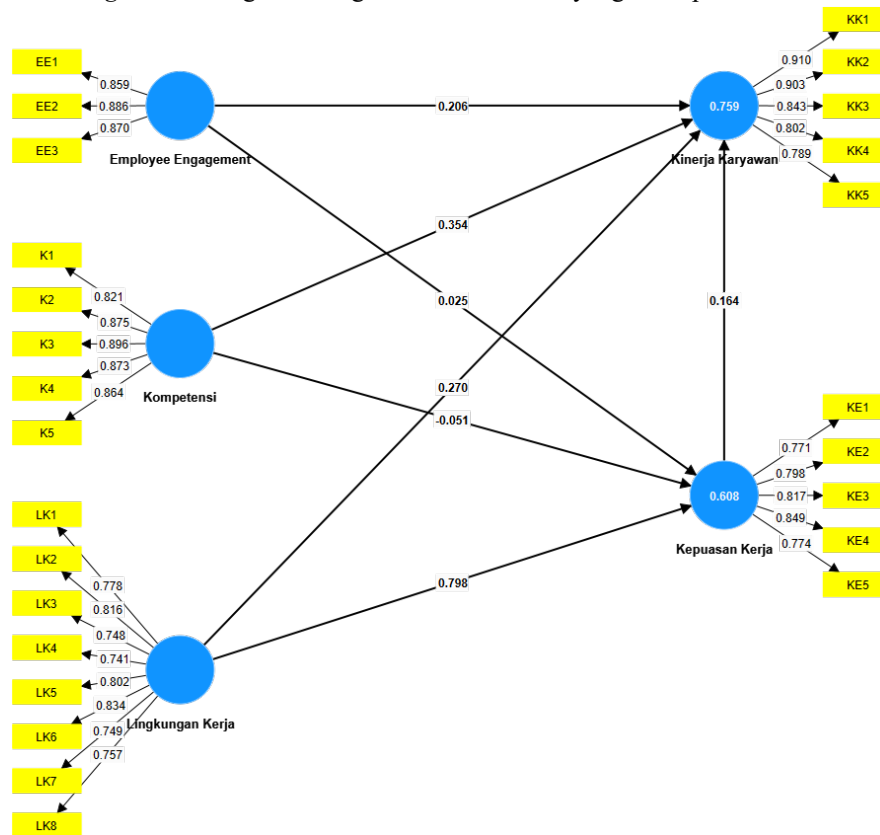 KK1
EE1
0.859
EE2
0.886
EE3
0.870
Employee Engagement
0.206
0.759
Kinerja Karyawan
0.910
KK2
0.903
KK3
0.843
KK4
0.802
KK5
0.789
0.354
0.025
0.164
K1
0.821
K2
0.875
K3
0.896
K4
0.873
K5
0.864
Kompetensi
0.270
-0.051
KE1
0.771
KE2
0.798
KE3
0.817
KE4
0.849
KE5
0.774
0.608
Kepuasan Kerja
0.798
LK1
0.778
LK2
0.816
LK3
0.748
LK4
0.741
LK5
0.802
LK6
0.834
LK7
0.749
LK8
0.757
Lingkungan Kerja